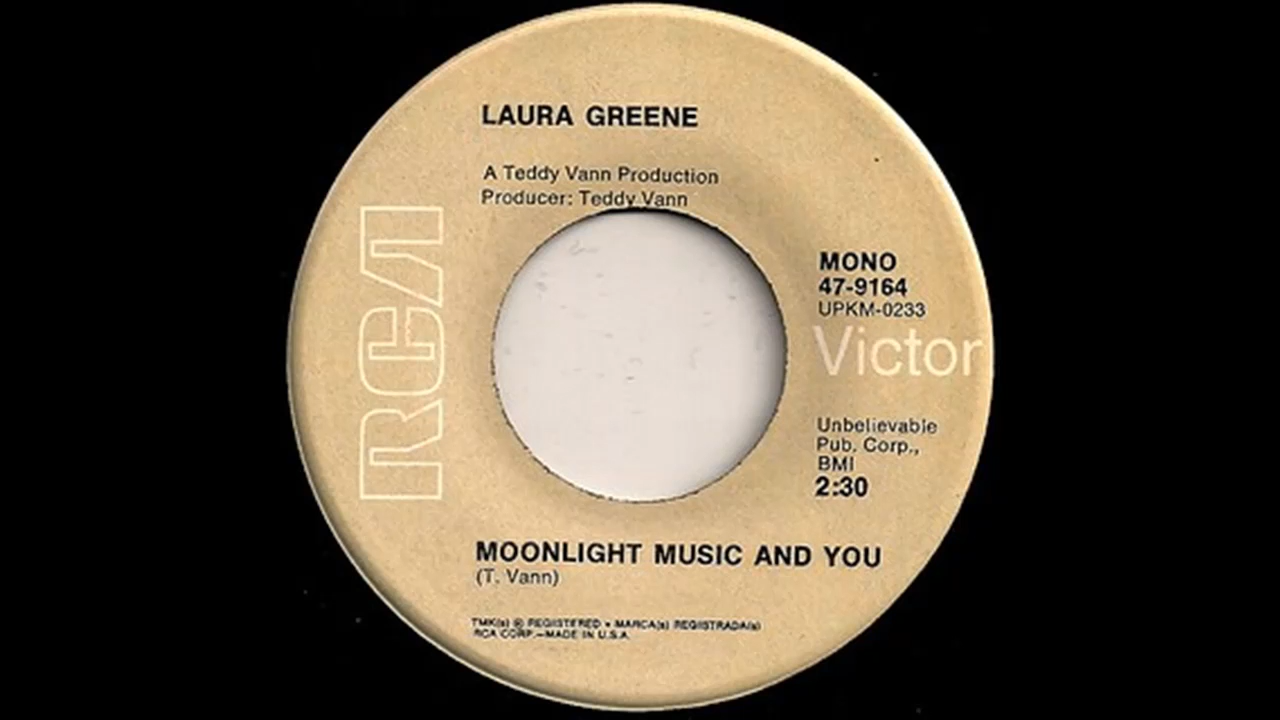 LAURA GREENE
A Teddy Vann Production
Producer: Teddy Vann
RCA
MONO
47-9164
UPKM-0233
Victor
Unbelievable
Pub. Corp.,
BMI
2:30
MOONLIGHT MUSIC AND YOU
(T. Vann)
TMK(s) ® REGISTERED • MARCA(s) REGISTRADA(s)
RCA CORP.—MADE IN U.S.A.